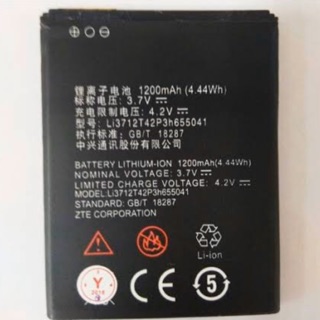 锂离子电池 1200mAh (4.44Wh)
标称电压: 3.7V
充电限制电压: 4.2V
型号: Li3712T42P3h655041
执行标准: GB/T 18287
中兴通讯股份有限公司
BATTERY LITHIUM-ION 1200mAh(4.44Wh)
NOMINAL VOLTAGE: 3.7V
LIMITED CHARGE VOLTAGE: 4.2V
MODEL:Li3712T42P3h655041
STANDARD: GB/T 18287
ZTE CORPORATION
Li-ion
Y
CE
5